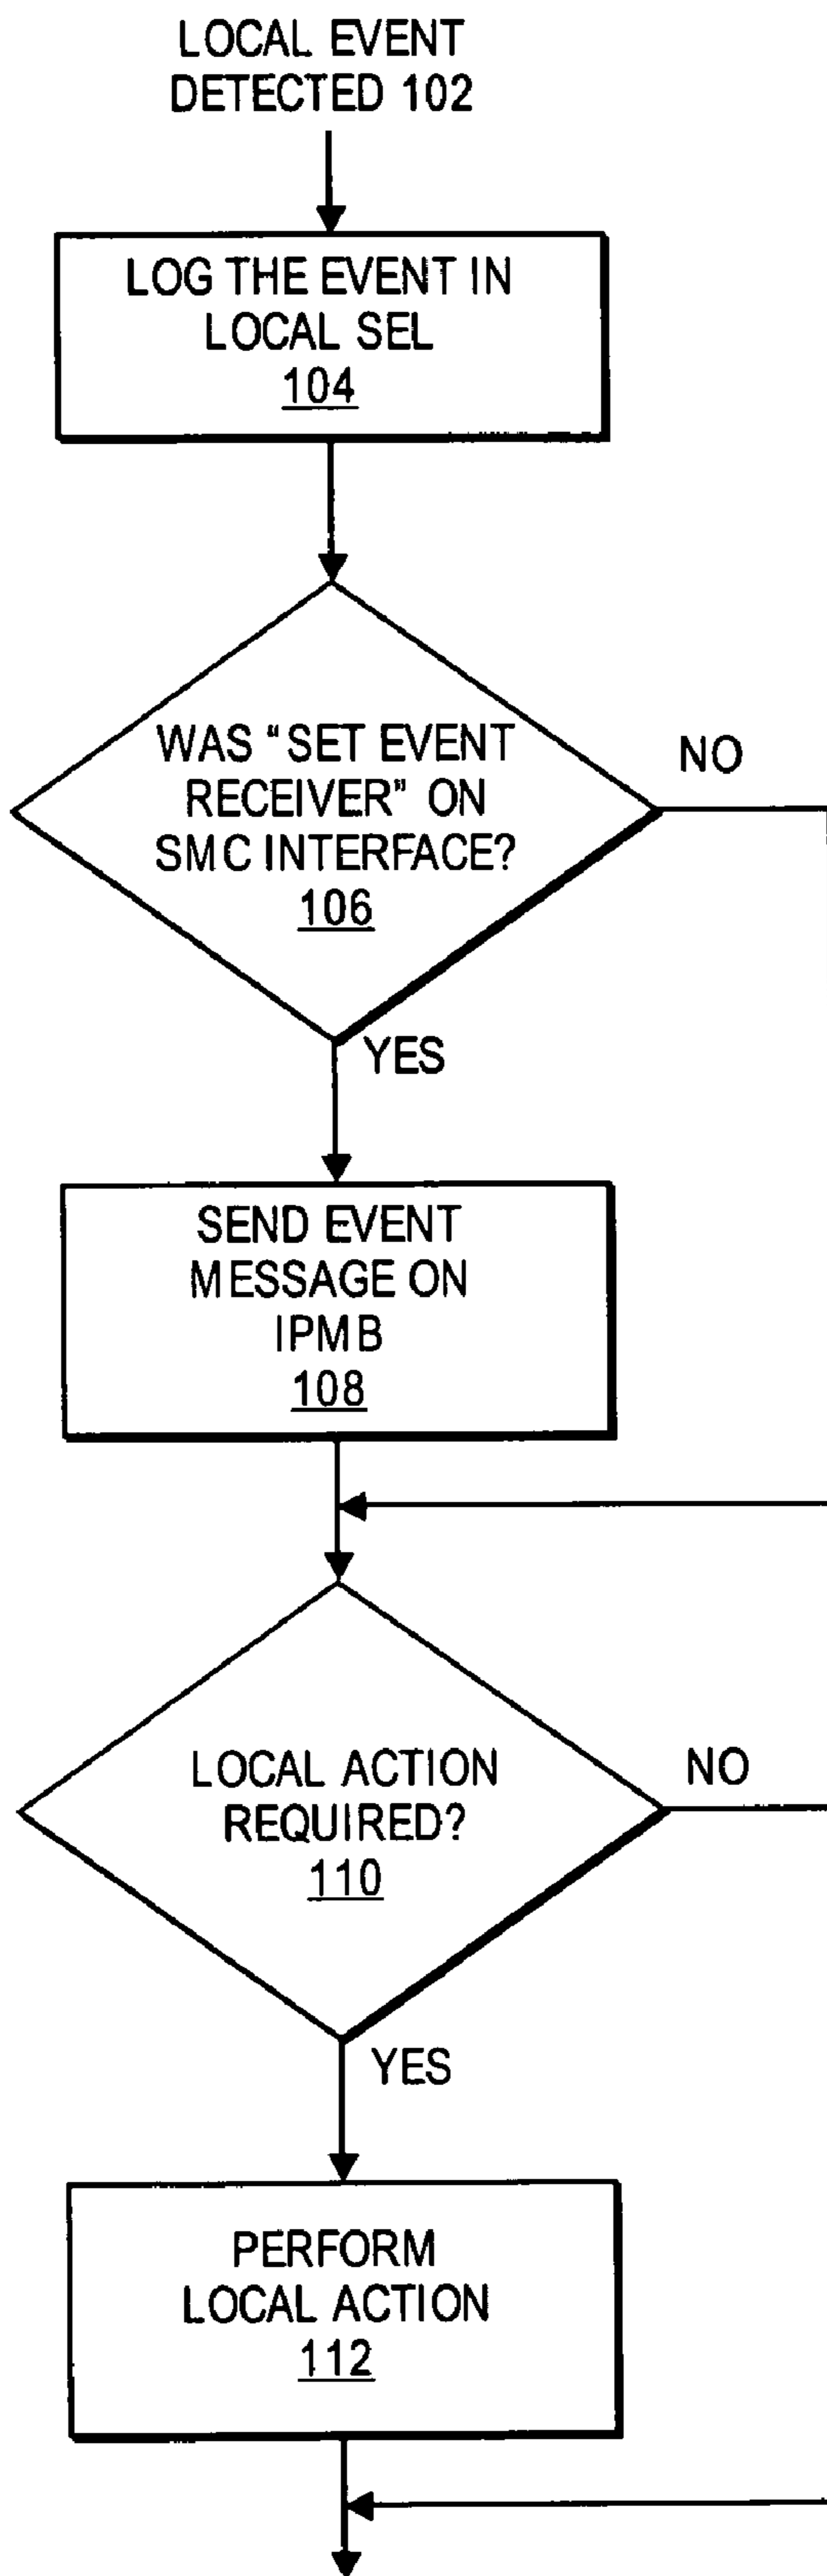 LOCAL EVENT
DETECTED 102
LOG THE EVENT IN
LOCAL SEL
104
WAS "SET EVENT
RECEIVER" ON
SMC INTERFACE?
106
NO
YES
SEND EVENT
MESSAGE ON
IPMB
108
LOCAL ACTION
REQUIRED?
110
NO
YES
PERFORM
LOCAL ACTION
112